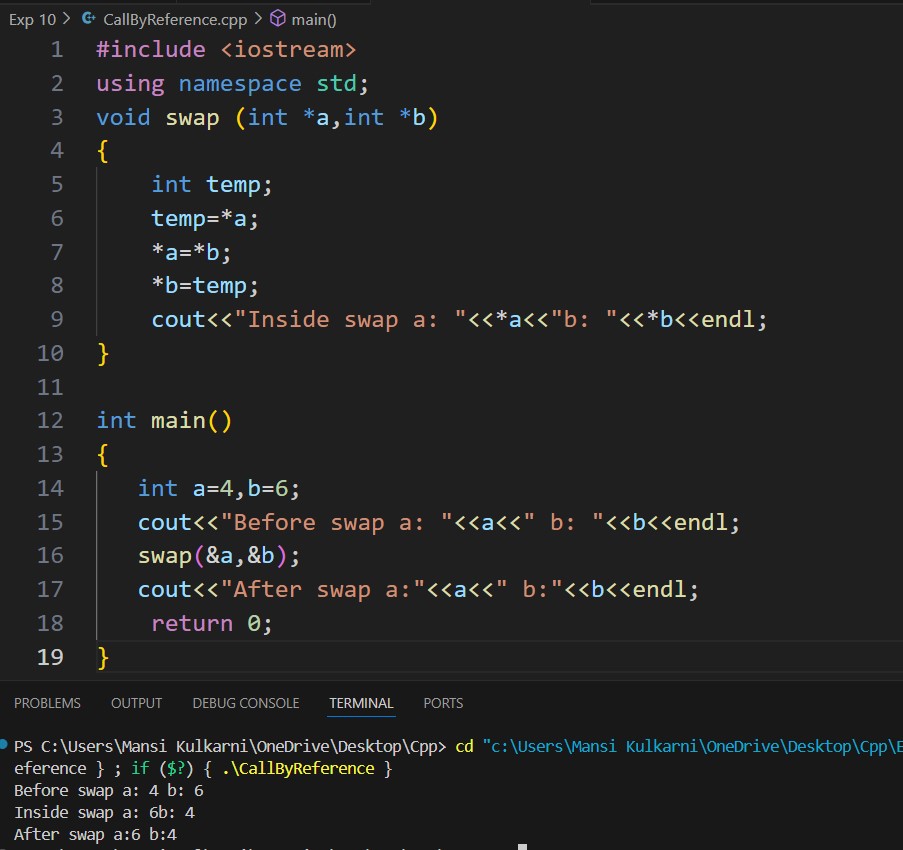 Exp 10 > CallByReference.cpp > main()
1 #include <iostream>
2 using namespace std;
3 void swap (int *a,int *b)
4 {
5     int temp;
6     temp=*a;
7     *a=*b;
8     *b=temp;
9     cout<<"Inside swap a: "<<*a<<"b: "<<*b<<endl;
10 }
11
12 int main()
13 {
14    int a=4,b=6;
15    cout<<"Before swap a: "<<a<<" b: "<<b<<endl;
16    swap(&a,&b);
17    cout<<"After swap a:"<<a<<" b:"<<b<<endl;
18     return 0;
19 }
PROBLEMS OUTPUT DEBUG CONSOLE TERMINAL PORTS
PS C:\Users\Mansi Kulkarni\OneDrive\Desktop\Cpp> cd "c:\Users\Mansi Kulkarni\OneDrive\Desktop\Cpp\E
eference } ; if ($?) { .\CallByReference }
Before swap a: 4 b: 6
Inside swap a: 6b: 4
After swap a:6 b:4